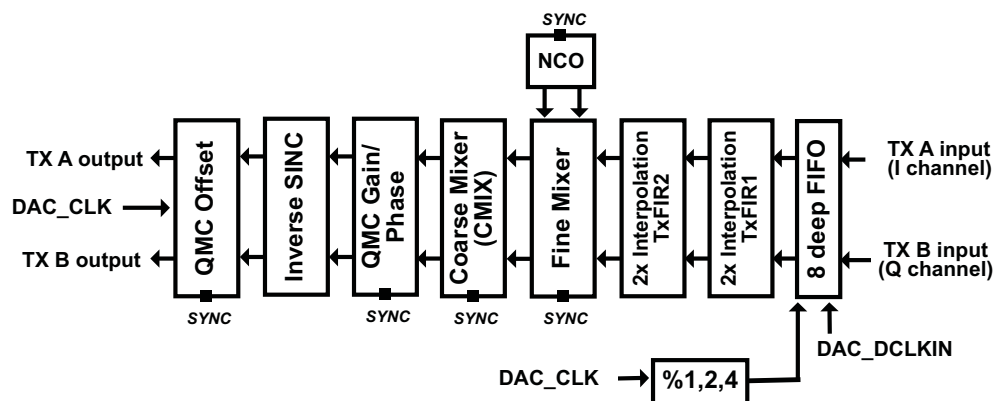 SYNC
NCO
TX A output
DAC_CLK
TX B output
QMC Offset
Inverse SINC
QMC Gain/
Phase
Coarse Mixer
(CMIX)
Fine Mixer
2x Interpolation
TxFIR2
2x Interpolation
TxFIR1
8 deep FIFO
TX A input
(I channel)
TX B input
(Q channel)
SYNC
SYNC
SYNC
SYNC
DAC_DCLKIN
DAC_CLK
%1,2,4